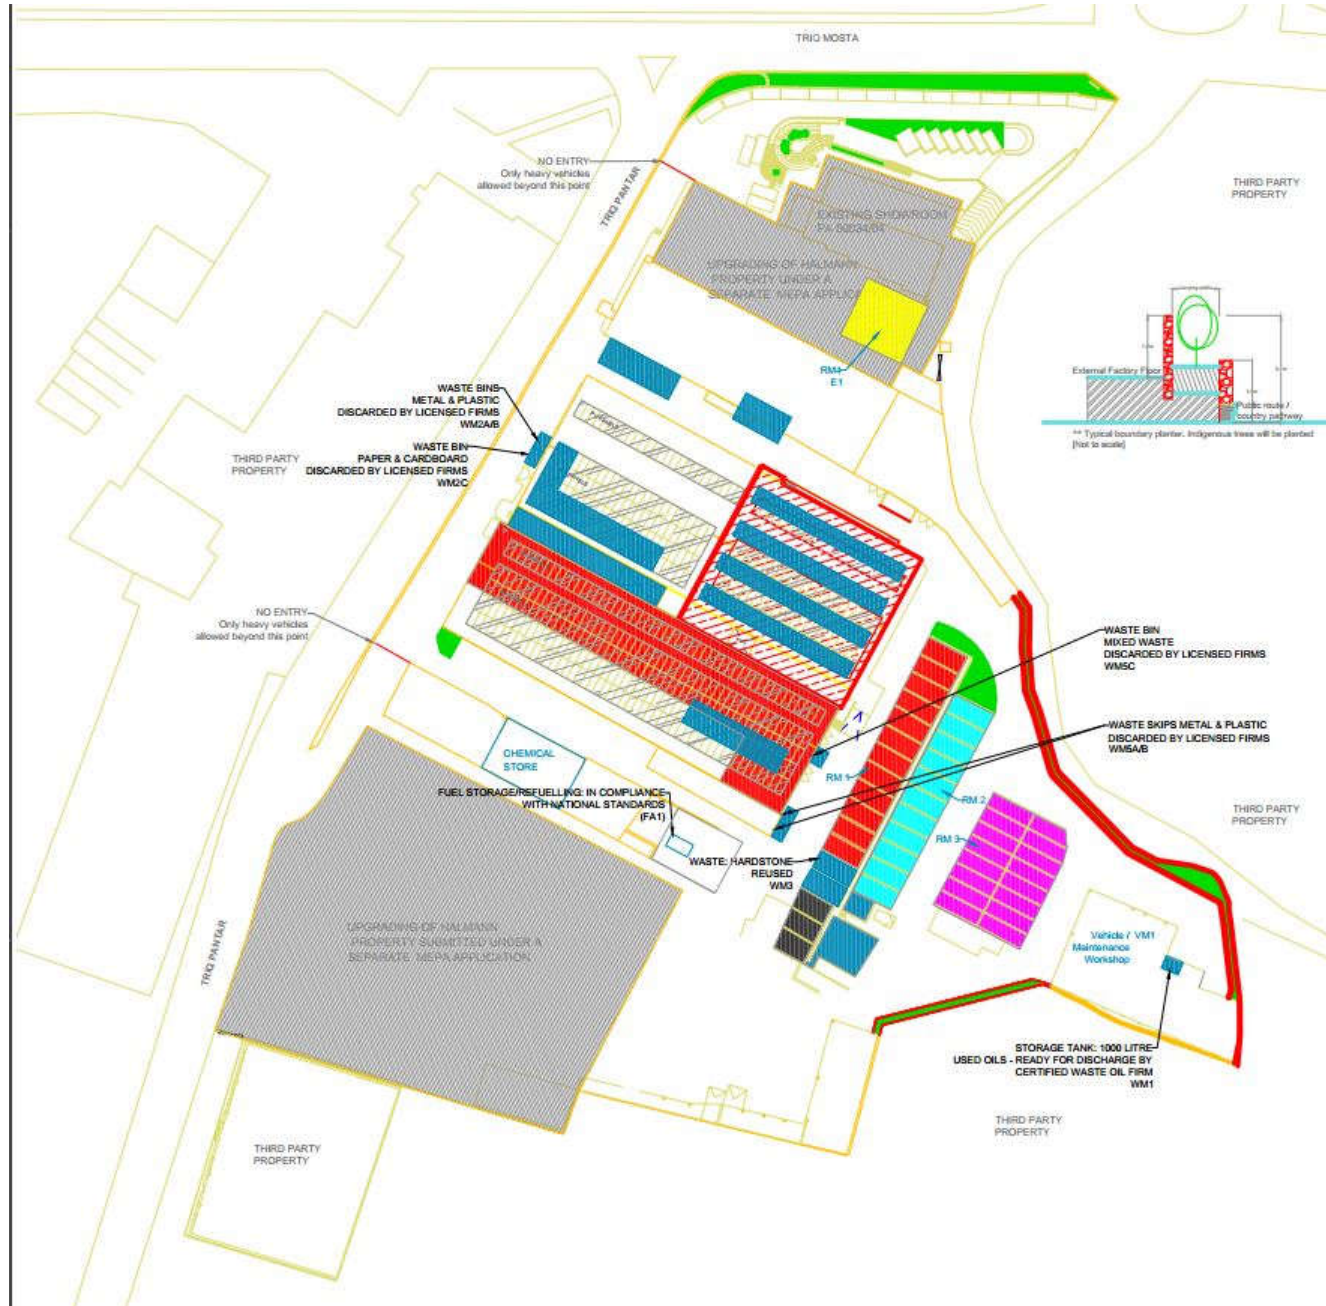 TRIQ MOSTA
NO ENTRY
Only heavy vehicles
allowed beyond this point
TRIQ PANTAR
THIRD PARTY
PROPERTY
EXISTING SHOWROOM
UPGRADING OF HALMANN
PROPERTY UNDER A
SEPARATE MEPA APPLICA
RM4
E1
External Factory Floor
Public route /
country pathway
** Typical boundary planter. Indigenous trees will be planted
[Not to scale]
WASTE BINS
METAL & PLASTIC
DISCARDED BY LICENSED FIRMS
WM2A/B
WASTE BIN
PAPER & CARDBOARD
DISCARDED BY LICENSED FIRMS
WM2C
THIRD PARTY
PROPERTY
NO ENTRY
Only heavy vehicles
allowed beyond this point
WASTE BIN
MIXED WASTE
DISCARDED BY LICENSED FIRMS
WM5C
WASTE SKIPS METAL & PLASTIC
DISCARDED BY LICENSED FIRMS
WM5A/B
CHEMICAL
STORE
FUEL STORAGE/REFUELLING: IN COMPLIANCE
WITH NATIONAL STANDARDS
(FA1)
RM 1
RM 2
RM 3
THIRD PARTY
PROPERTY
WASTE: HARDSTONE
REUSED
WM3
UPGRADING OF HALMANN
PROPERTY SUBMITTED UNDER A
SEPARATE MEPA APPLICATION
TRIQ PANTAR
Vehicle / VM1
Maintenance
Workshop
STORAGE TANK: 1000 LITRE
USED OILS - READY FOR DISCHARGE BY
CERTIFIED WASTE OIL FIRM
WM1
THIRD PARTY
PROPERTY
THIRD PARTY
PROPERTY